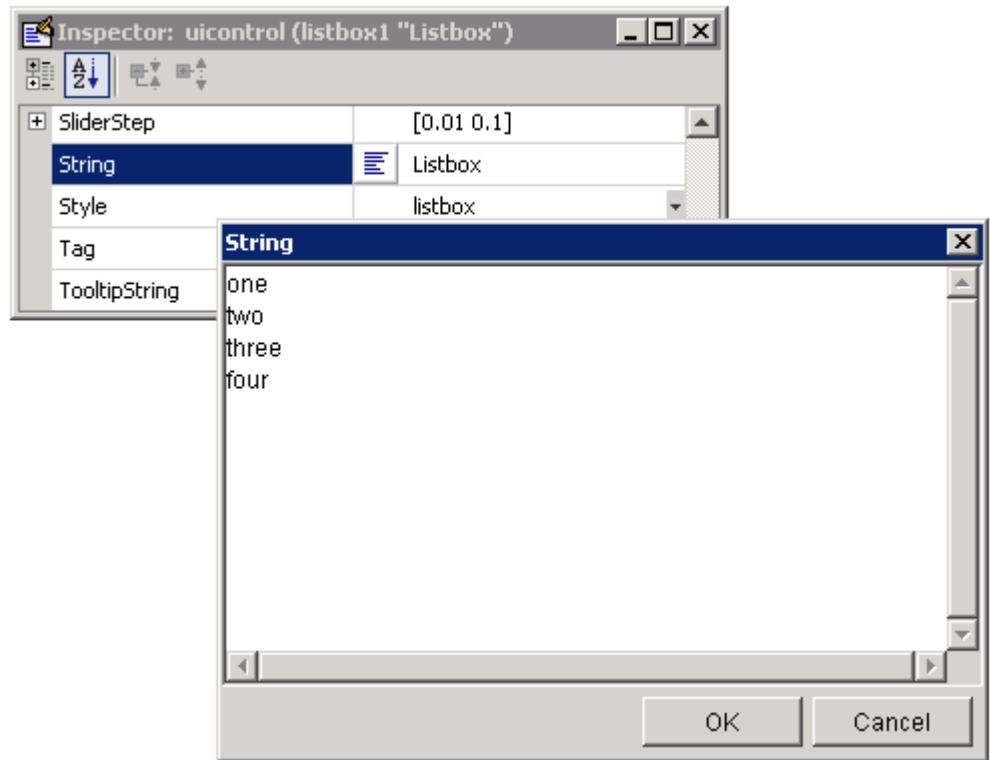 Inspector: uicontrol (listbox1 "Listbox")
A
Z
SliderStep [0.01 0.1]
String Listbox
Style listbox
Tag
TooltipString
String
one
two
three
four
OK Cancel